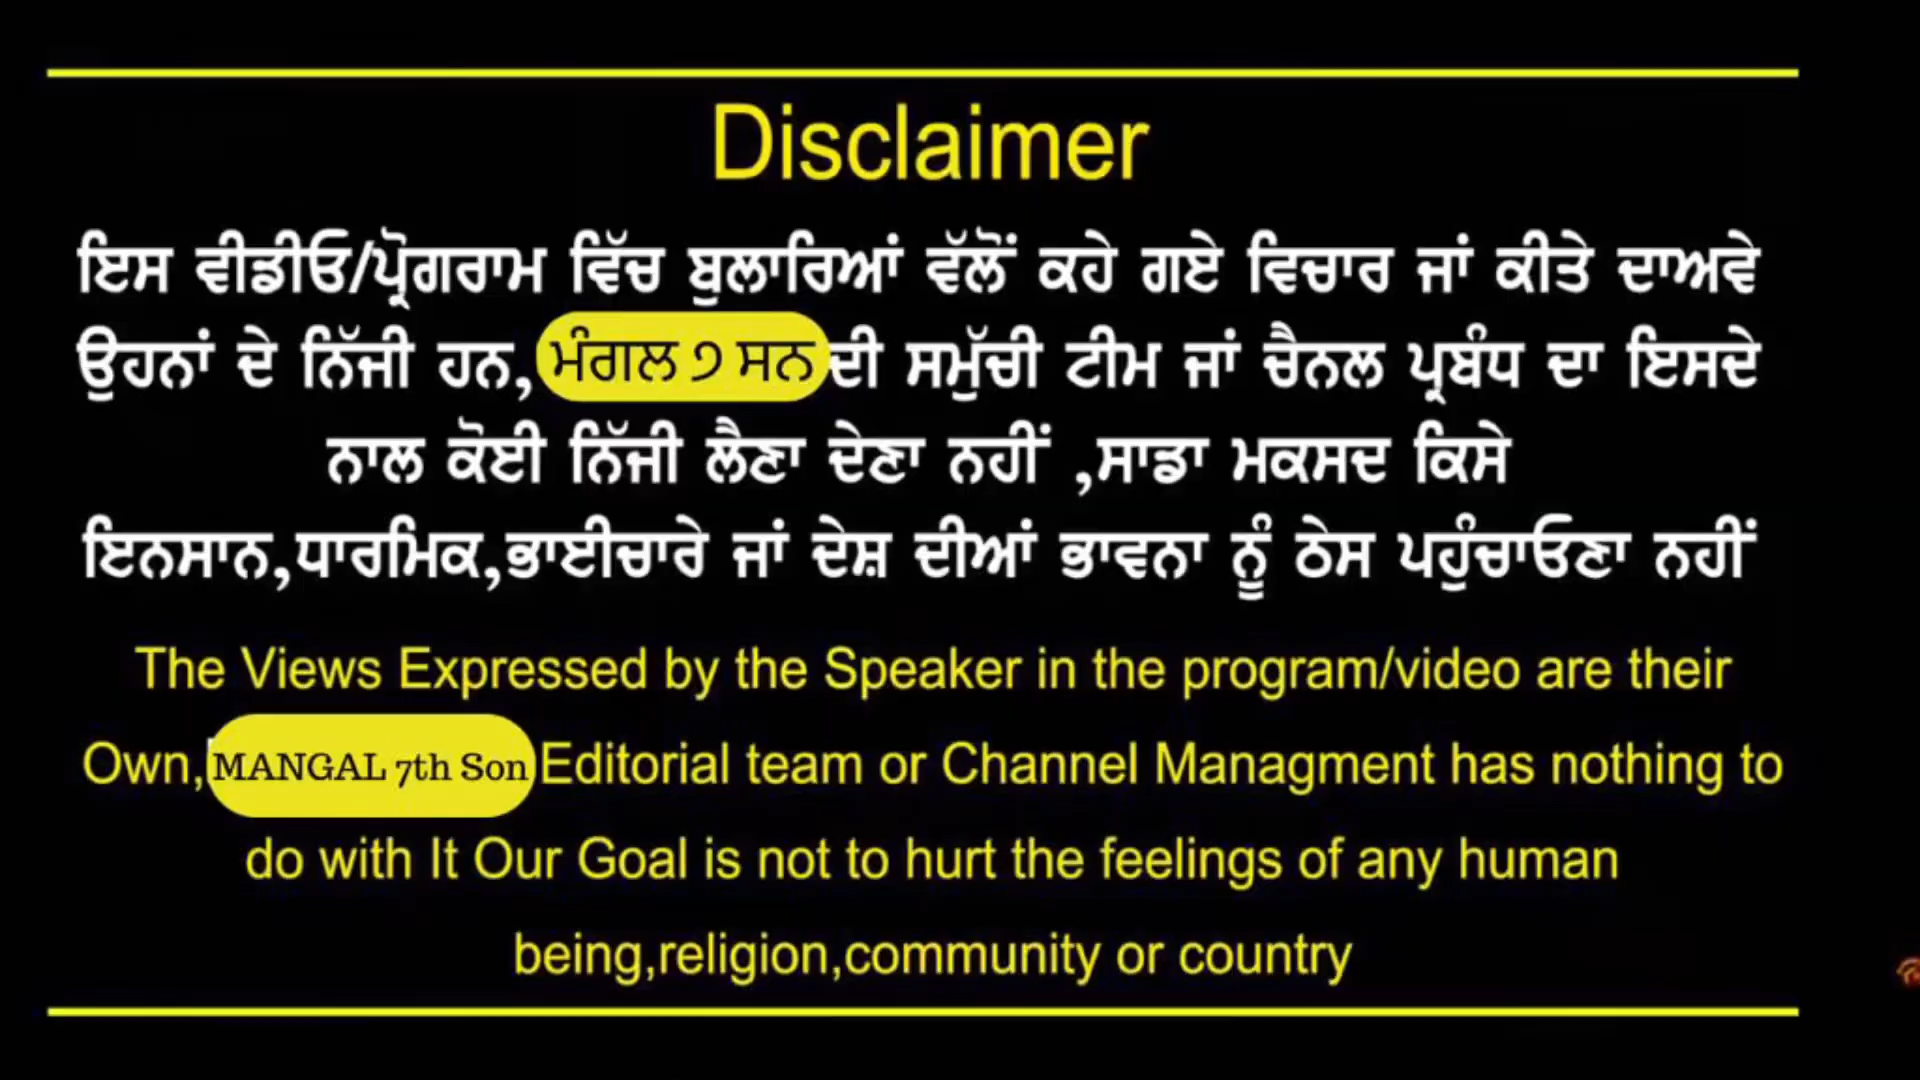 Disclaimer
ਇਸ ਵੀਡੀਓ/ਪ੍ਰੋਗਰਾਮ ਵਿੱਚ ਬੁਲਾਰਿਆਂ ਵੱਲੋਂ ਕਹੇ ਗਏ ਵਿਚਾਰ ਜਾਂ ਕੀਤੇ ਦਾਅਵੇ
ਉਹਨਾਂ ਦੇ ਨਿੱਜੀ ਹਨ, ਮੰਗਲ ੭ ਸਨ ਦੀ ਸਮੁੱਚੀ ਟੀਮ ਜਾਂ ਚੈਨਲ ਪ੍ਰਬੰਧ ਦਾ ਇਸਦੇ
ਨਾਲ ਕੋਈ ਨਿੱਜੀ ਲੈਣਾ ਦੇਣਾ ਨਹੀਂ ,ਸਾਡਾ ਮਕਸਦ ਕਿਸੇ
ਇਨਸਾਨ,ਧਾਰਮਿਕ,ਭਾਈਚਾਰੇ ਜਾਂ ਦੇਸ਼ ਦੀਆਂ ਭਾਵਨਾ ਨੂੰ ਠੇਸ ਪਹੁੰਚਾਓਣਾ ਨਹੀਂ
The Views Expressed by the Speaker in the program/video are their
Own, MANGAL 7th Son Editorial team or Channel Managment has nothing to
do with It Our Goal is not to hurt the feelings of any human
being,religion,community or country